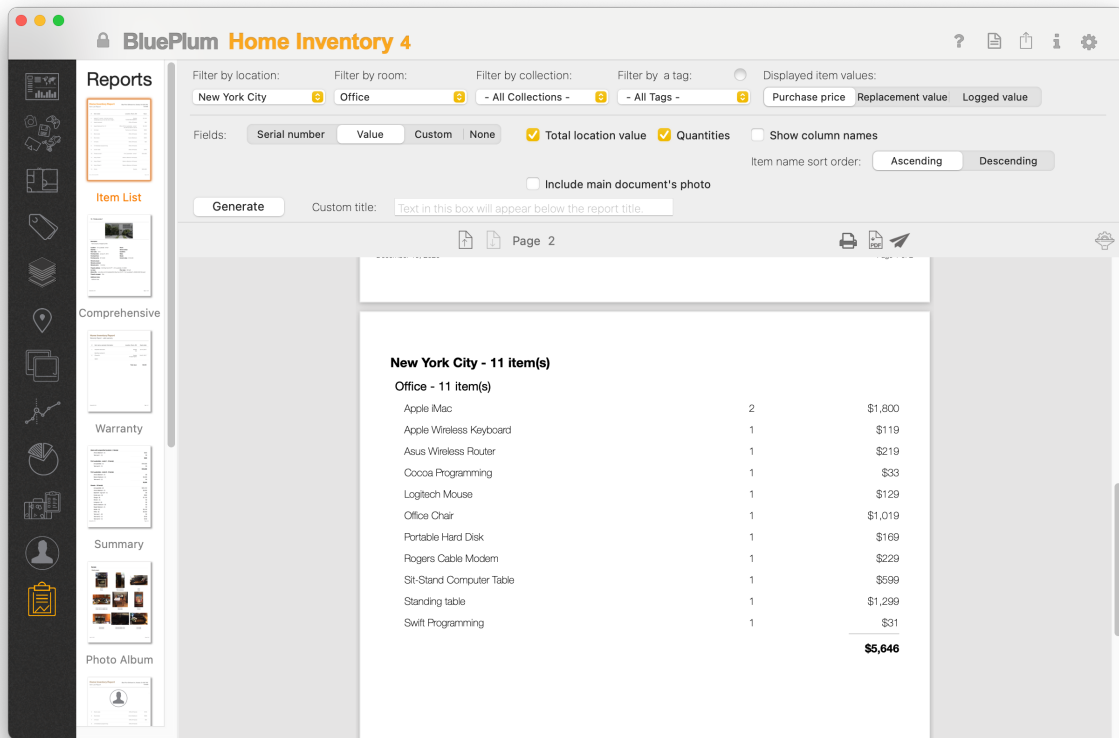 BluePlum Home Inventory 4
Reports
Item List
Comprehensive
Warranty
Summary
Photo Album
Filter by location:
Filter by room:
Filter by collection:
Filter by a tag:
Displayed item values:
New York City
Office
- All Collections -
- All Tags -
Purchase price
Replacement value
Logged value
Fields:
Serial number
Value
Custom
None
Total location value
Quantities
Show column names
Item name sort order:
Ascending
Descending
Include main document's photo
Generate
Custom title:
Text in this box will appear below the report title.
Page 2
PDF
New York City - 11 item(s)
Office - 11 item(s)
Apple iMac 2 $1,800
Apple Wireless Keyboard 1 $119
Asus Wireless Router 1 $219
Cocoa Programming 1 $33
Logitech Mouse 1 $129
Office Chair 1 $1,019
Portable Hard Disk 1 $169
Rogers Cable Modem 1 $229
Sit-Stand Computer Table 1 $599
Standing table 1 $1,299
Swift Programming 1 $31
$5,646